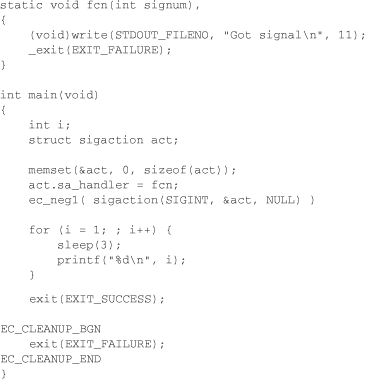 static void fcn(int signum),
{
    (void)write(STDOUT_FILENO, "Got signal\n", 11);
    _exit(EXIT_FAILURE);
}

int main(void)
{
    int i;
    struct sigaction act;

    memset(&act, 0, sizeof(act));
    act.sa_handler = fcn;
    ec_neg1( sigaction(SIGINT, &act, NULL) )

    for (i = 1; ; i++) {
        sleep(3);
        printf("%d\n", i);
    }

    exit(EXIT_SUCCESS);

EC_CLEANUP_BGN
    exit(EXIT_FAILURE);
EC_CLEANUP_END
}